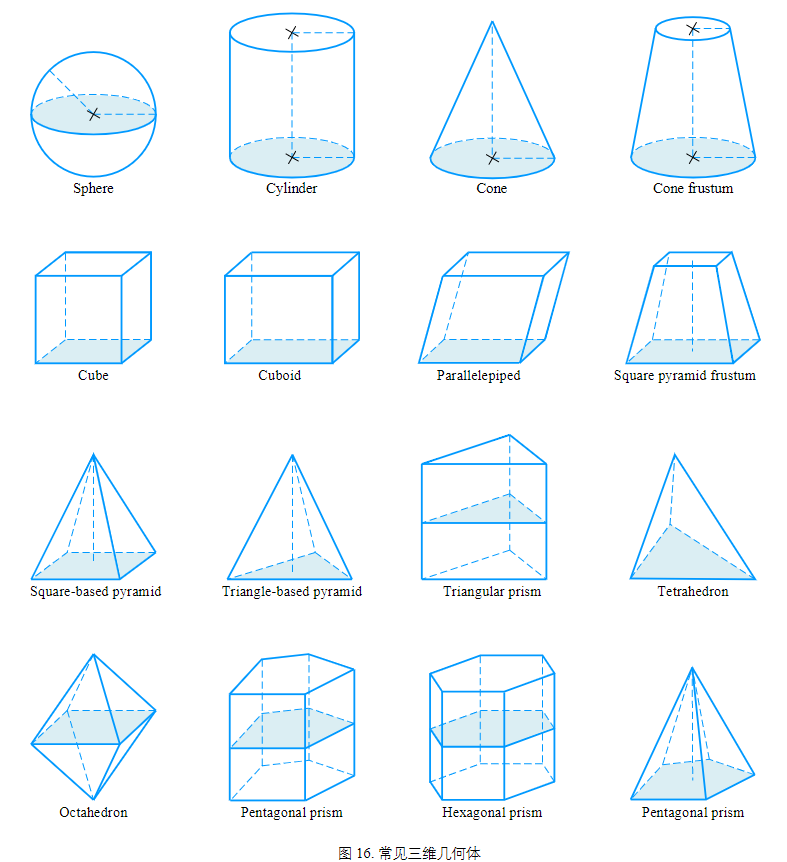 Sphere
Cylinder
Cone
Cone frustum
Cube
Cuboid
Parallelepiped
Square pyramid frustum
Square-based pyramid
Triangle-based pyramid
Triangular prism
Tetrahedron
Octahedron
Pentagonal prism
Hexagonal prism
Pentagonal prism
图 16. 常见三维几何体